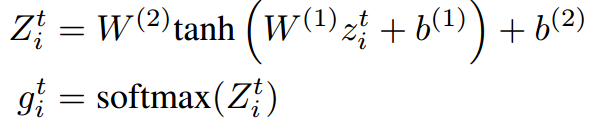 Z_i^t = W^{(2)} tanh ( W^{(1)} z_i^t + b^{(1)} ) + b^{(2)}
g_i^t = softmax(Z_i^t)